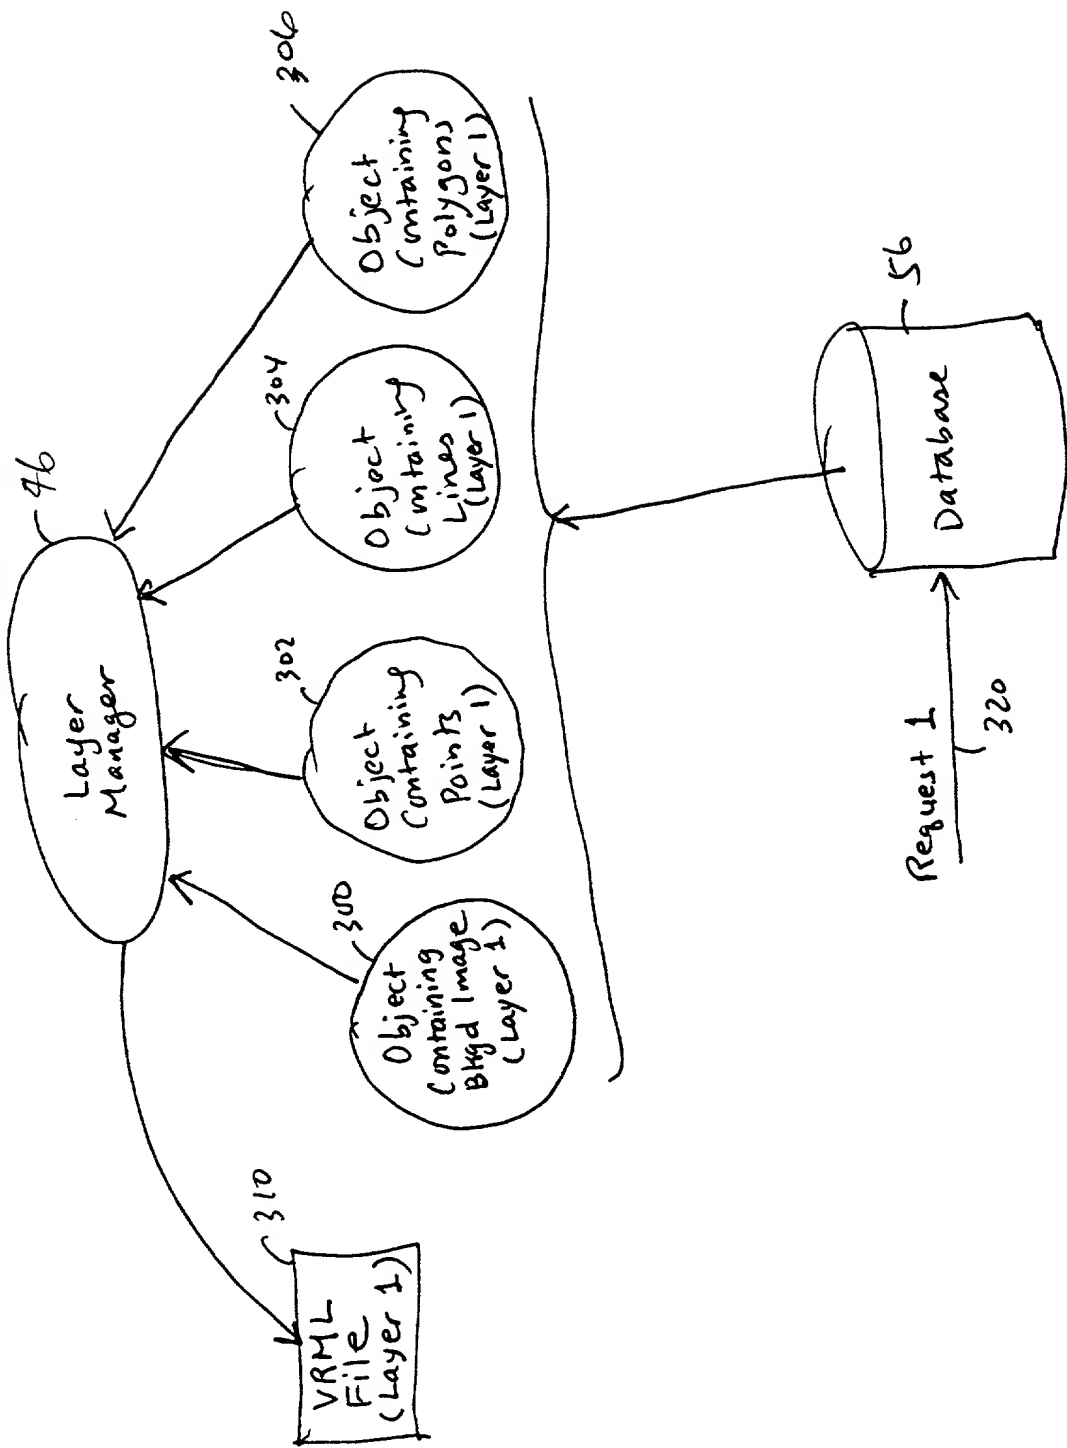 VRML
File
(Layer 1)
310
Layer
Manager
46
Object
Containing
Bkgd Image
(Layer 1)
300
Object
Containing
Points
(Layer 1)
302
Object
Containing
Lines
(Layer 1)
304
Object
Containing
Polygons
(Layer 1)
306
Request 1
320
Database
56